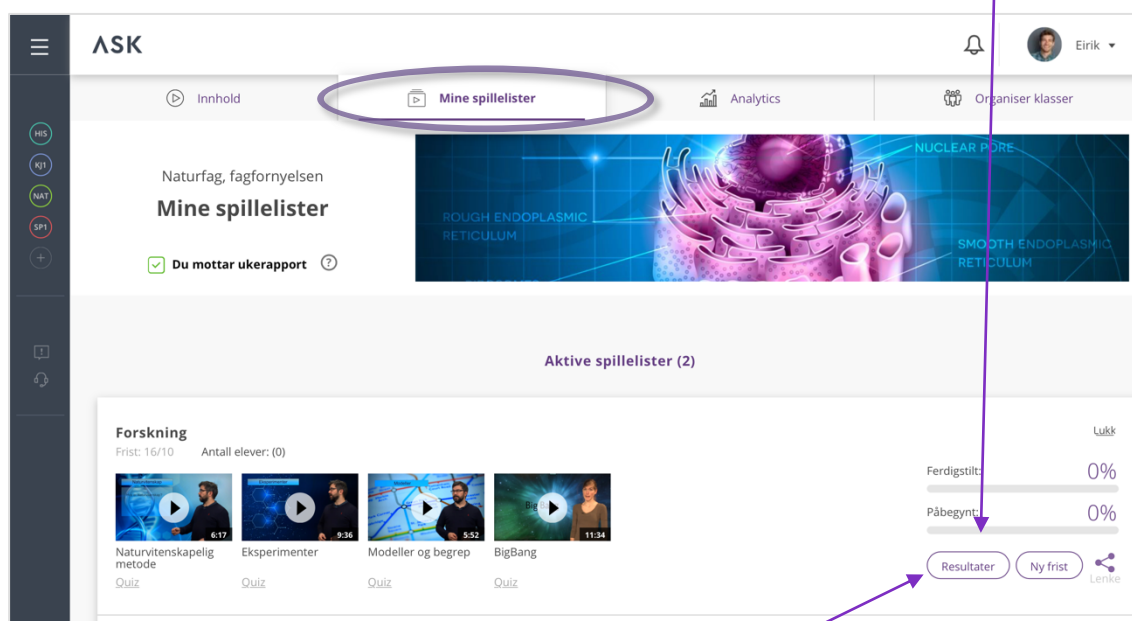 ASK
Eirik
Innhold
Mine spillelister
Analytics
Organiser klasser
HIS
KJ1
NAT
SP1
Naturfag, fagfornyelsen
Mine spillelister
Du mottar ukerapport
NUCLEAR PORE
ROUGH ENDOPLASMIC
RETICULUM
SMOOTH ENDOPLASMIC
RETICULUM
Aktive spillelister (2)
Forskning
Lukk
Frist: 16/10 Antall elever: (0)
Ferdigstilt: 0%
Påbegynt: 0%
6:17
9:36
5:52
11:34
Naturvitenskapelig
metode
Eksperimenter
Modeller og begrep
BigBang
Quiz
Quiz
Quiz
Quiz
Resultater
Ny frist
Lenke